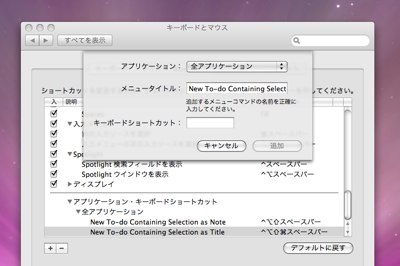 キーボードとマウス
すべてを表示
アプリケーション： 全アプリケーション
メニュータイトル： New To-do Containing Select
追加するメニューコマンドの名前を正確に
入力してください。
キーボードショートカット：
キャンセル 追加
ショートカットを
ください。
入 説明
Spotlight
Spotlight 検索フィールドを表示 ^スペースバー
Spotlight ウインドウを表示 ^⌥スペースバー
ディスプレイ
アプリケーション・キーボードショートカット
全アプリケーション
New To-do Containing Selection as Note ^⌥⇧スペースバー
New To-do Containing Selection as Title ^⌥⇧⌘スペースバー
+ −
デフォルトに戻す